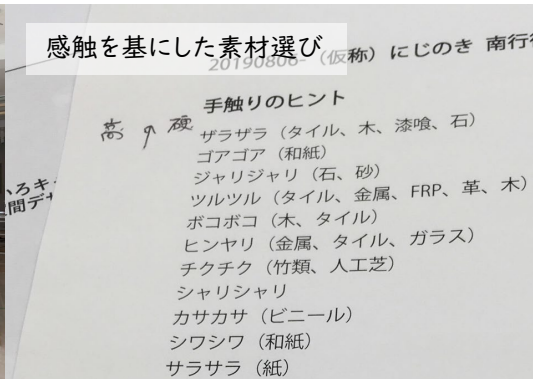 感触を基にした素材選び
20190806-（仮称）にじのき 南行
手触りのヒント
ザラザラ（タイル、木、漆喰、石）
ゴアゴア（和紙）
ジャリジャリ（石、砂）
ツルツル（タイル、金属、FRP、革、木）
ボコボコ（木、タイル）
ヒンヤリ（金属、タイル、ガラス）
チクチク（竹類、人工芝）
シャリシャリ
カサカサ（ビニール）
シワシワ（和紙）
サラサラ（紙）
いろキ
間デザ